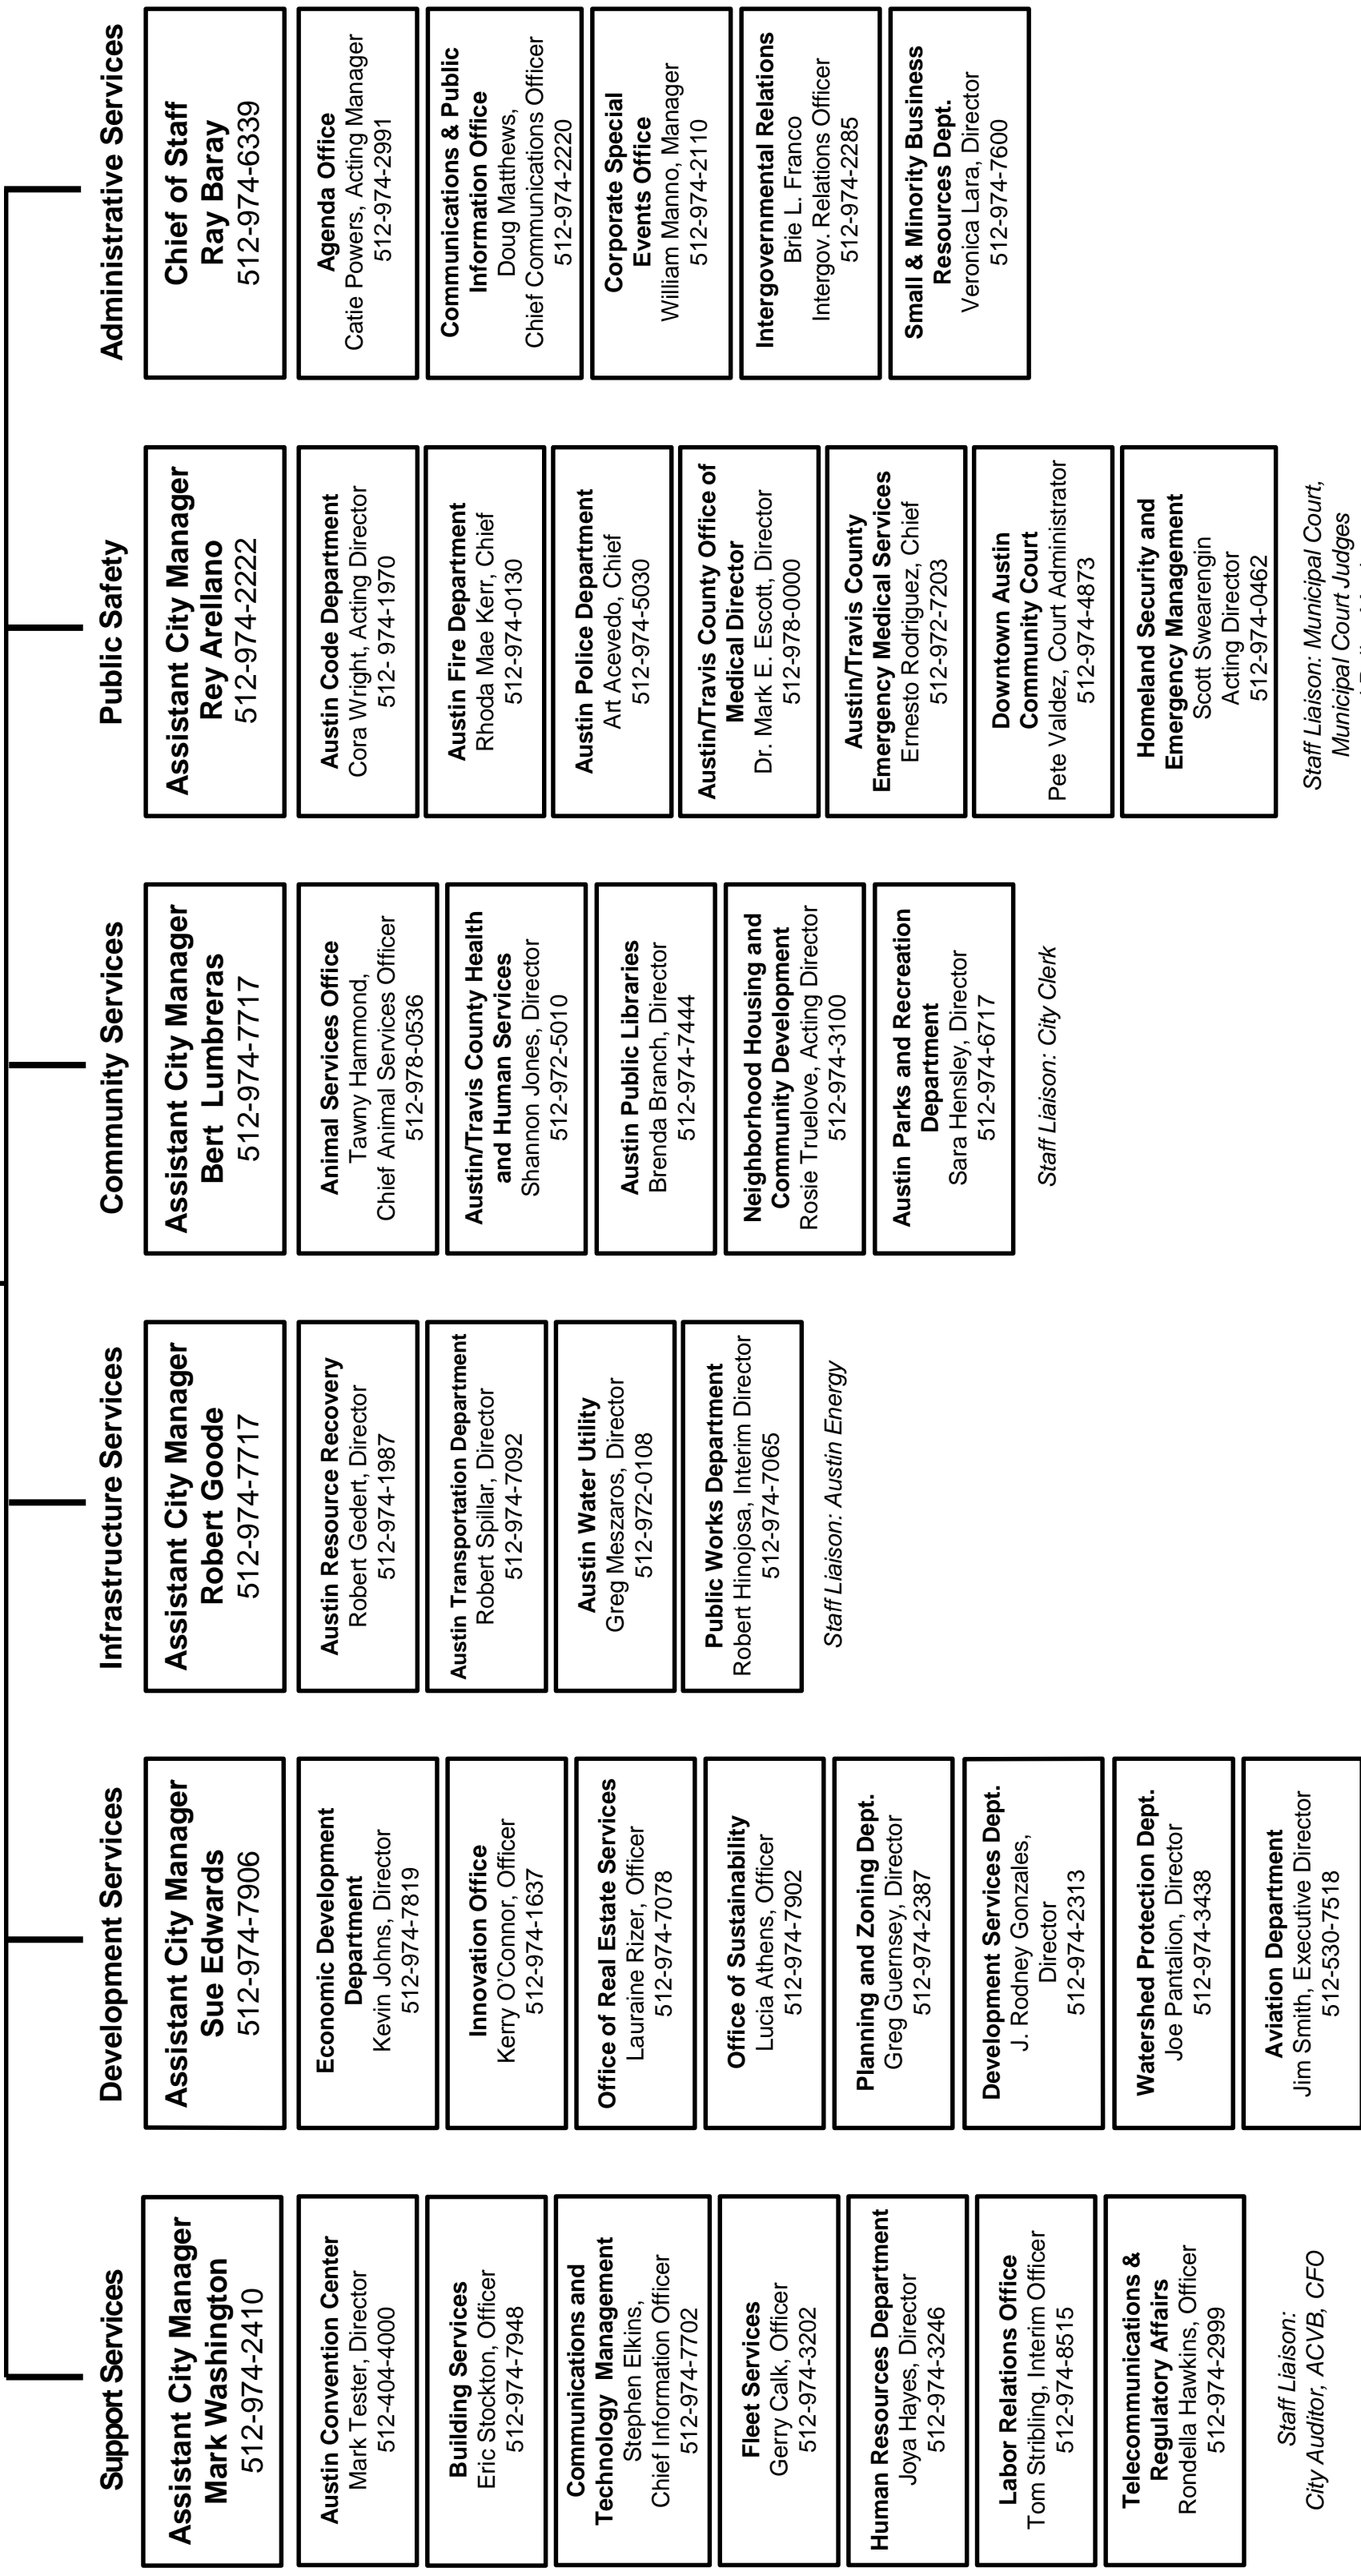 Support Services
Assistant City Manager
Mark Washington
512-974-2410
Austin Convention Center
Mark Tester, Director
512-404-4000
Building Services
Eric Stockton, Officer
512-974-7948
Communications and
Technology Management
Stephen Elkins,
Chief Information Officer
512-974-7702
Fleet Services
Gerry Calk, Officer
512-974-3202
Human Resources Department
Joya Hayes, Director
512-974-3246
Labor Relations Office
Tom Stribling, Interim Officer
512-974-8515
Telecommunications &
Regulatory Affairs
Rondella Hawkins, Officer
512-974-2999
Staff Liaison:
City Auditor, ACVB, CFO
Development Services
Assistant City Manager
Sue Edwards
512-974-7906
Economic Development
Department
Kevin Johns, Director
512-974-7819
Innovation Office
Kerry O'Connor, Officer
512-974-1637
Office of Real Estate Services
Lauraine Rizer, Officer
512-974-7078
Office of Sustainability
Lucia Athens, Officer
512-974-7902
Planning and Zoning Dept.
Greg Guernsey, Director
512-974-2387
Development Services Dept.
J. Rodney Gonzales,
Director
512-974-2313
Watershed Protection Dept.
Joe Pantalion, Director
512-974-3438
Aviation Department
Jim Smith, Executive Director
512-530-7518
Infrastructure Services
Assistant City Manager
Robert Goode
512-974-7717
Austin Resource Recovery
Robert Gedert, Director
512-974-1987
Austin Transportation Department
Robert Spillar, Director
512-974-7092
Austin Water Utility
Greg Meszaros, Director
512-972-0108
Public Works Department
Robert Hinojosa, Interim Director
512-974-7065
Staff Liaison: Austin Energy
Community Services
Assistant City Manager
Bert Lumbreras
512-974-7717
Animal Services Office
Tawny Hammond,
Chief Animal Services Officer
512-978-0536
Austin/Travis County Health
and Human Services
Shannon Jones, Director
512-972-5010
Austin Public Libraries
Brenda Branch, Director
512-974-7444
Neighborhood Housing and
Community Development
Rosie Truelove, Acting Director
512-974-3100
Austin Parks and Recreation
Department
Sara Hensley, Director
512-974-6717
Staff Liaison: City Clerk
Public Safety
Assistant City Manager
Rey Arellano
512-974-2222
Austin Code Department
Cora Wright, Acting Director
512- 974-1970
Austin Fire Department
Rhoda Mae Kerr, Chief
512-974-0130
Austin Police Department
Art Acevedo, Chief
512-974-5030
Austin/Travis County Office of
Medical Director
Dr. Mark E. Escott, Director
512-978-0000
Austin/Travis County
Emergency Medical Services
Ernesto Rodriguez, Chief
512-972-7203
Downtown Austin
Community Court
Pete Valdez, Court Administrator
512-974-4873
Homeland Security and
Emergency Management
Scott Swearengin
Acting Director
512-974-0462
Staff Liaison: Municipal Court,
Municipal Court Judges
Administrative Services
Chief of Staff
Ray Baray
512-974-6339
Agenda Office
Catie Powers, Acting Manager
512-974-2991
Communications & Public
Information Office
Doug Matthews,
Chief Communications Officer
512-974-2220
Corporate Special
Events Office
William Manno, Manager
512-974-2110
Intergovernmental Relations
Brie L. Franco
Intergov. Relations Officer
512-974-2285
Small & Minority Business
Resources Dept.
Veronica Lara, Director
512-974-7600